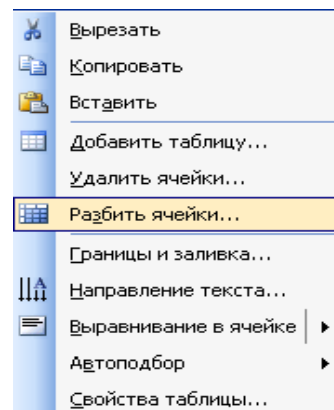 Вырезать
Копировать
Вставить
Добавить таблицу...
Удалить ячейки...
Разбить ячейки...
Границы и заливка...
Направление текста...
Выравнивание в ячейке
Автоподбор
Свойства таблицы...